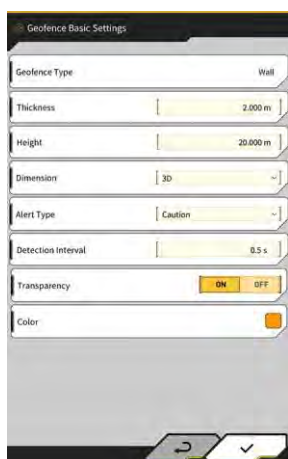 Geofence Basic Settings
Geofence Type Wall
Thickness 2.000 m
Height 20.000 m
Dimension 3D
Alert Type Caution
Detection Interval 0.5 s
Transparency ON OFF
Color